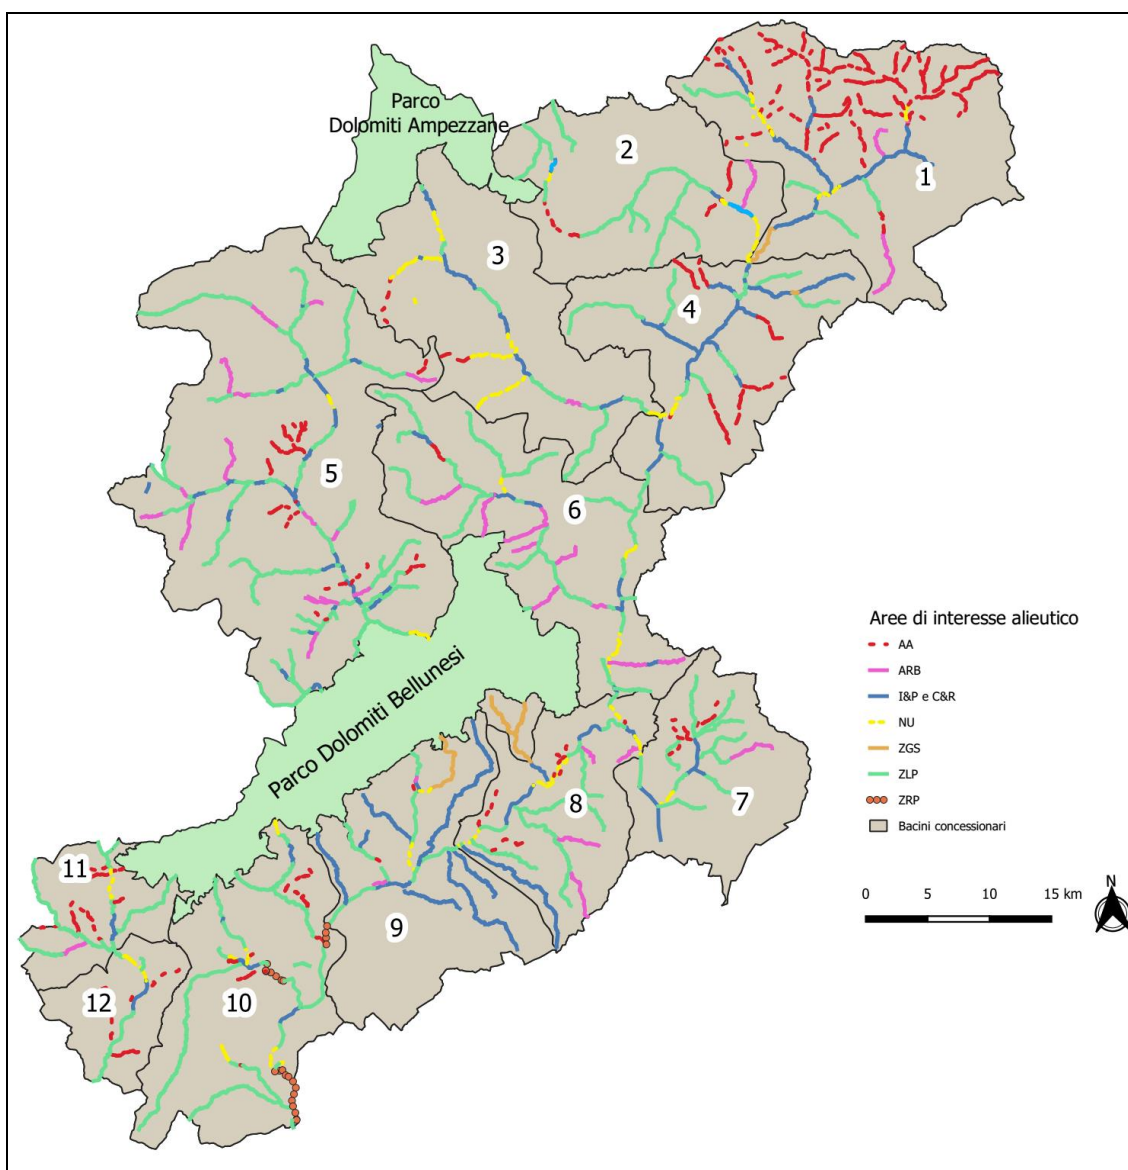 Parco
Dolomiti Ampezzane
2
1
3
4
5
6
Aree di interesse alieutico
AA
ARB
I&P e C&R
NU
ZGS
ZLP
ZRP
Bacini concessionari
Parco Dolomiti Bellunesi
7
8
11
9
12
10
0 5 10 15 km
N